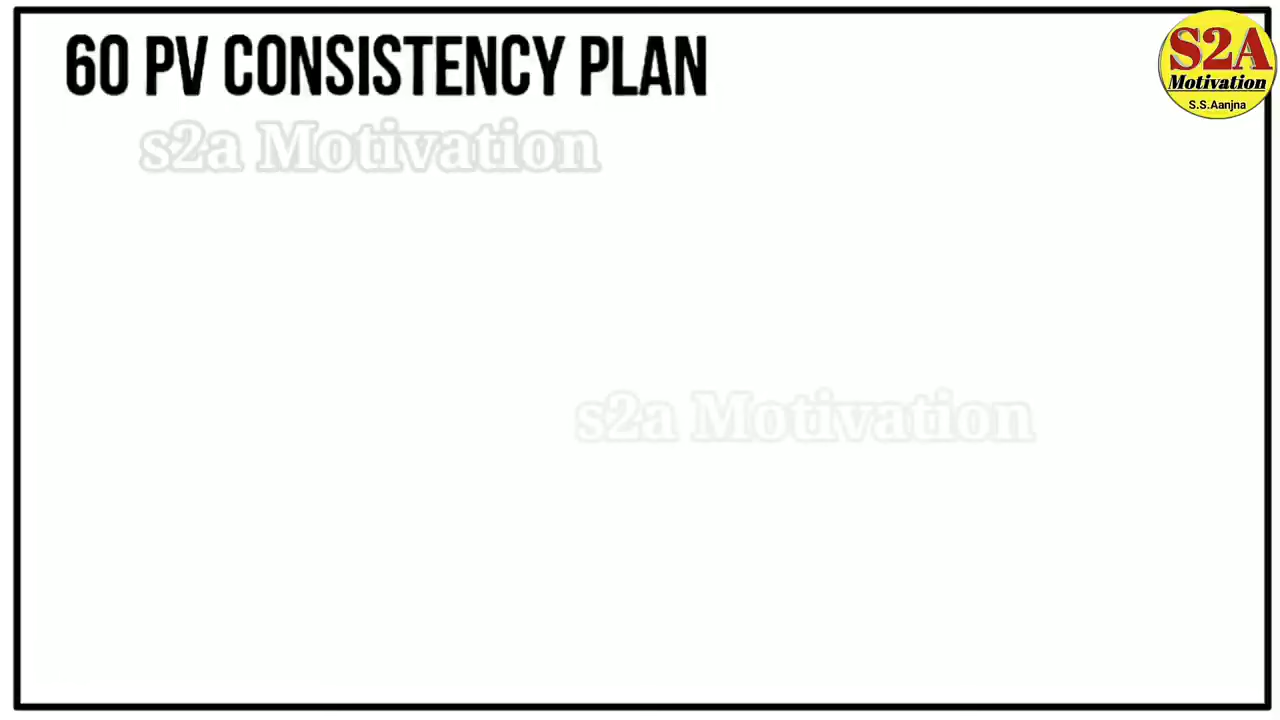 60 PV CONSISTENCY PLAN
S2A
Motivation
S.S.Aanjna
s2a Motivation
s2a Motivation